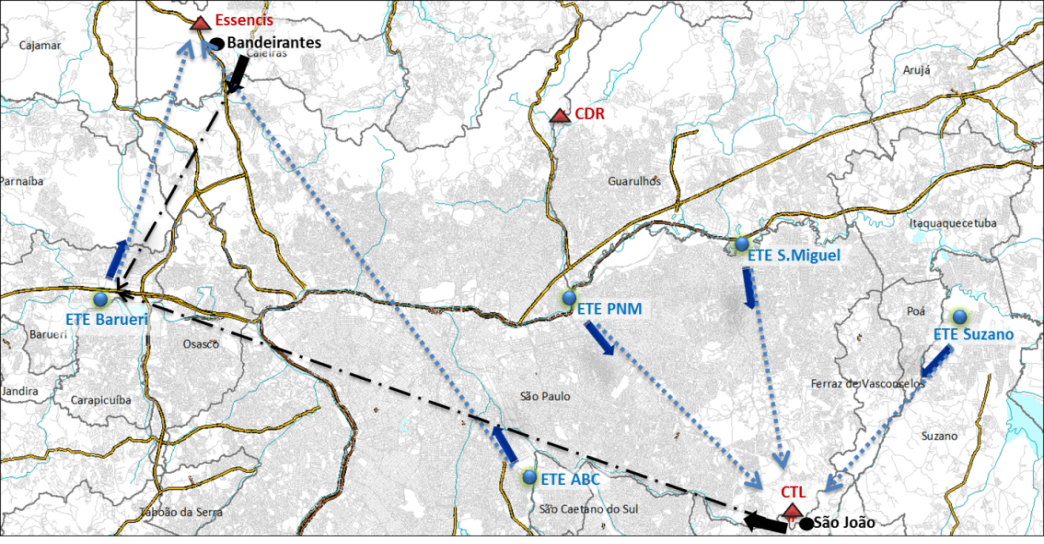 Essencis
Cajamar
Bandeirantes
Caieiras
Arujá
CDR
Parnaíba
Guarulhos
Itaquaquecetuba
ETE S.Miguel
ETE PNM
ETE Barueri
Poá
ETE Suzano
Barueri
Osasco
Jandira
Carapicuíba
São Paulo
Ferraz de Vasconcelos
Suzano
ETE ABC
CTL
Taboão da Serra
São Caetano do Sul
São João